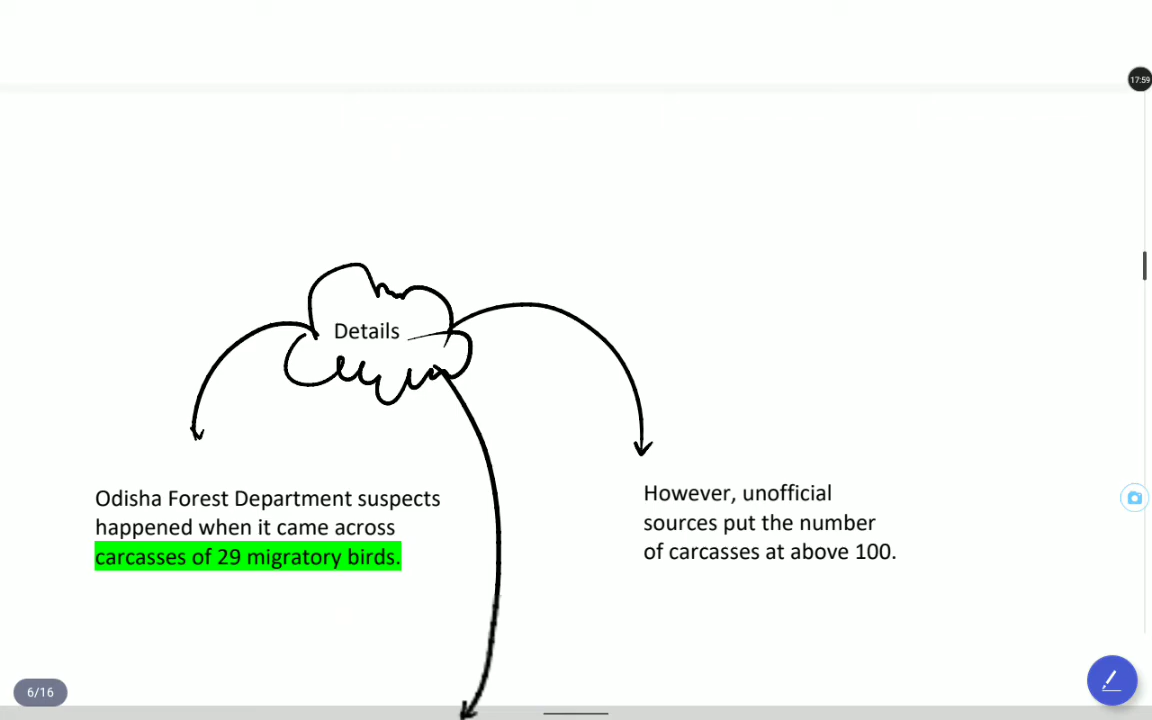 17:59
Details
Odisha Forest Department suspects
happened when it came across
carcasses of 29 migratory birds.
However, unofficial
sources put the number
of carcasses at above 100.
6/16